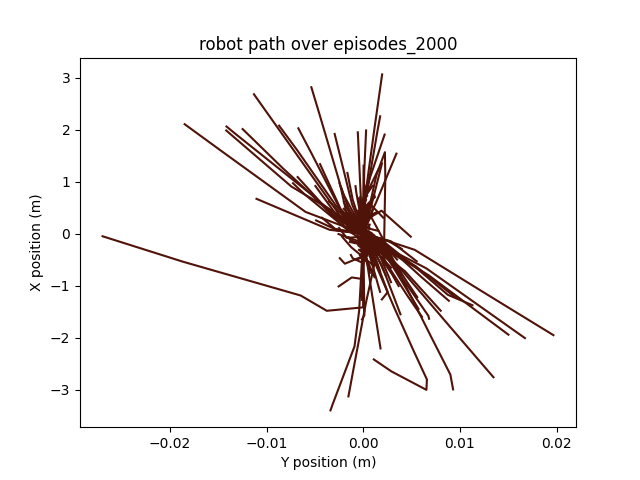 robot path over episodes_2000
X position (m)
3
2
1
0
−1
−2
−3
−0.02 −0.01 0.00 0.01 0.02
Y position (m)